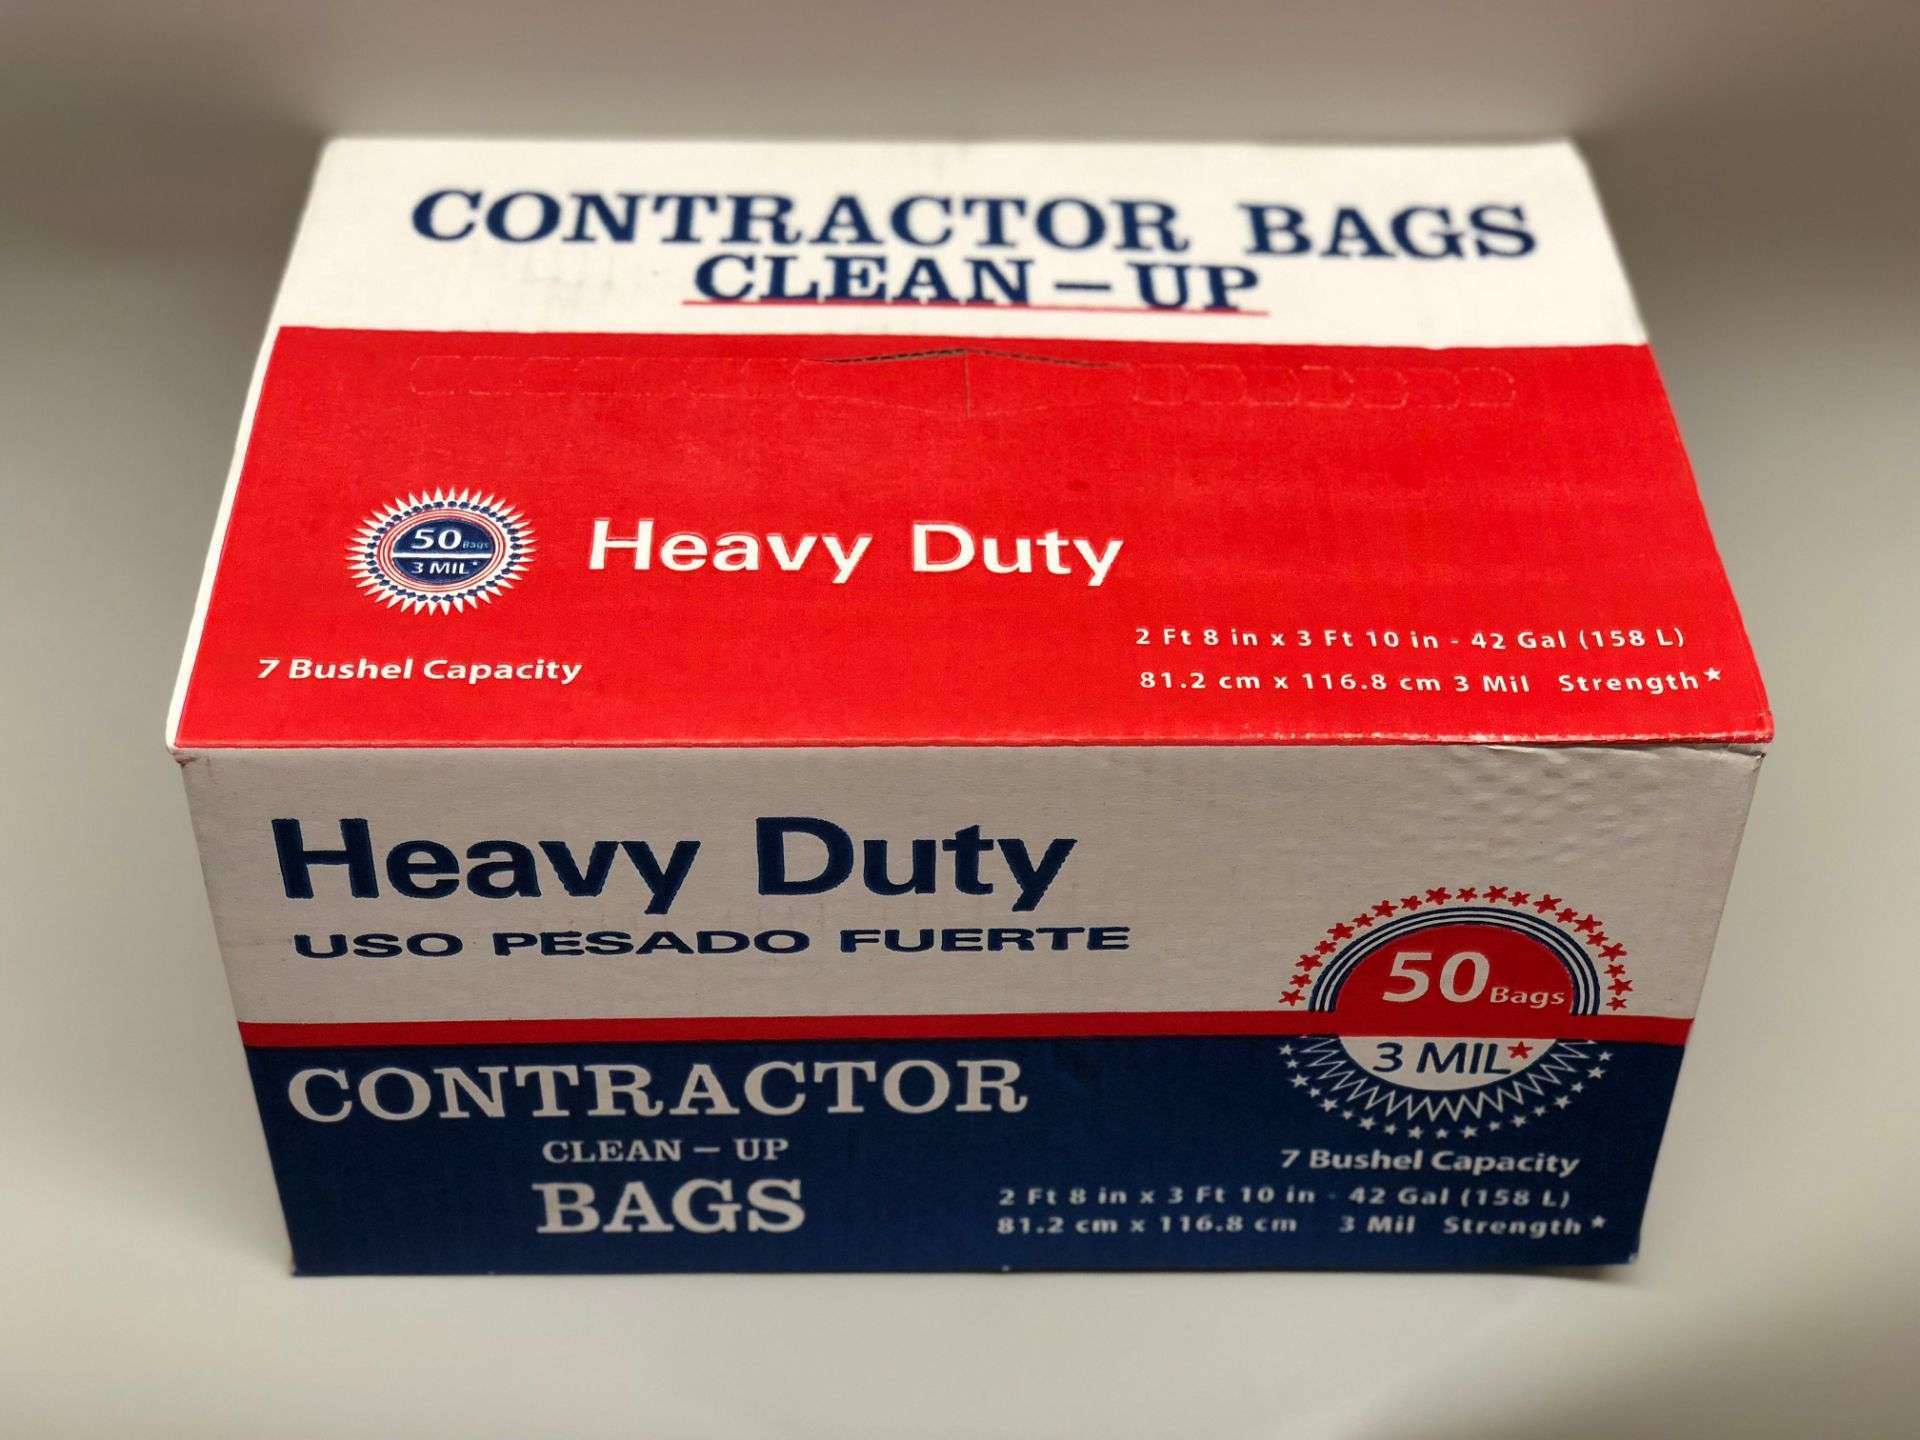 CONTRACTOR BAGS
CLEAN-UP
50 Bags
3 MIL*
Heavy Duty
7 Bushel Capacity
2 Ft 8 in x 3 Ft 10 in - 42 Gal (158 L)
81.2 cm x 116.8 cm 3 Mil Strength*
Heavy Duty
USO PESADO FUERTE
50 Bags
3 MIL*
CONTRACTOR
CLEAN-UP
BAGS
7 Bushel Capacity
2 Ft 8 in x 3 Ft 10 in - 42 Gal (158 L)
81.2 cm x 116.8 cm 3 Mil Strength*